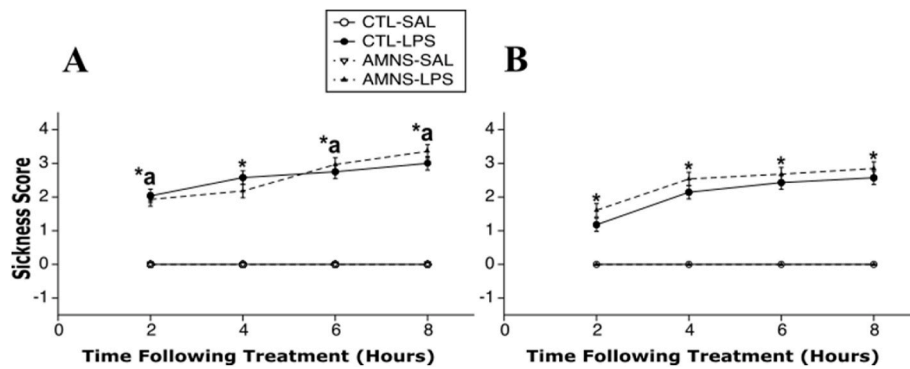 CTL-SAL
CTL-LPS
AMNS-SAL
AMNS-LPS
A
B
Sickness Score
4
3
2
1
0
-1
*a
*
*a
*a
0
2
4
6
8
Time Following Treatment (Hours)
4
3
2
1
0
-1
*
*
*
*
0
2
4
6
8
Time Following Treatment (Hours)